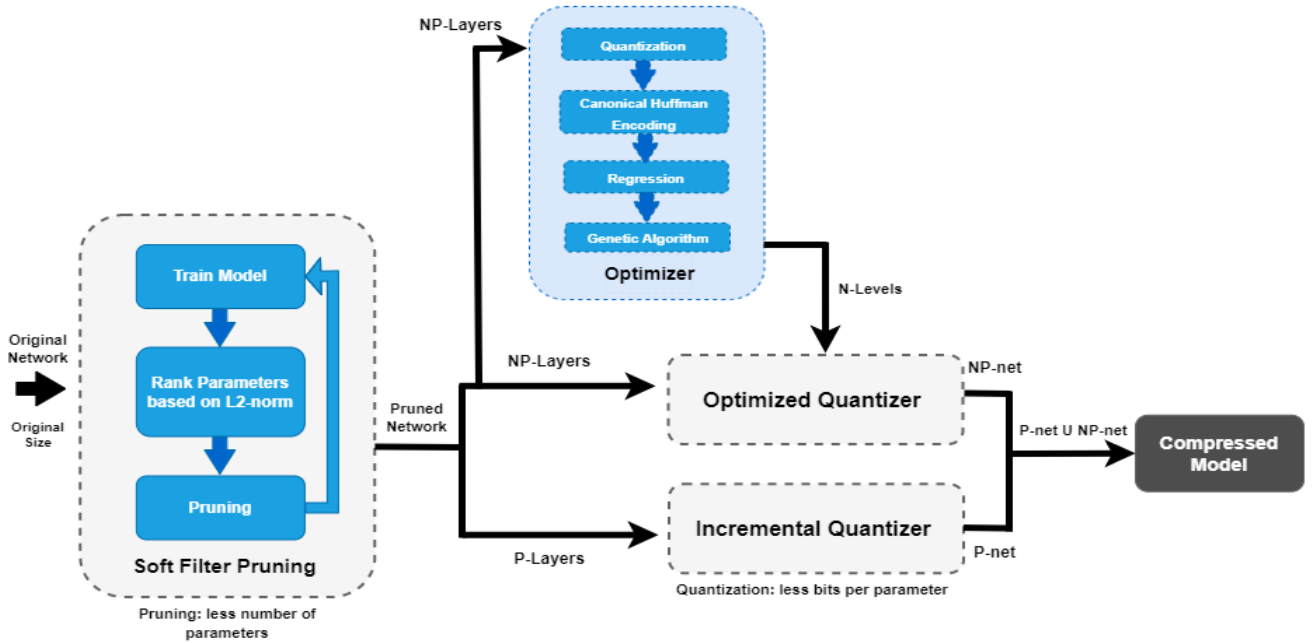 NP-Layers
Quantization
Canonical Huffman
Encoding
Regression
Genetic Algorithm
Optimizer
N-Levels
Original
Network
Original
Size
Train Model
Rank Parameters
based on L2-norm
Pruning
Soft Filter Pruning
Pruning: less number of
parameters
Pruned
Network
NP-Layers
P-Layers
Optimized Quantizer
Incremental Quantizer
Quantization: less bits per parameter
NP-net
P-net
P-net U NP-net
Compressed
Model